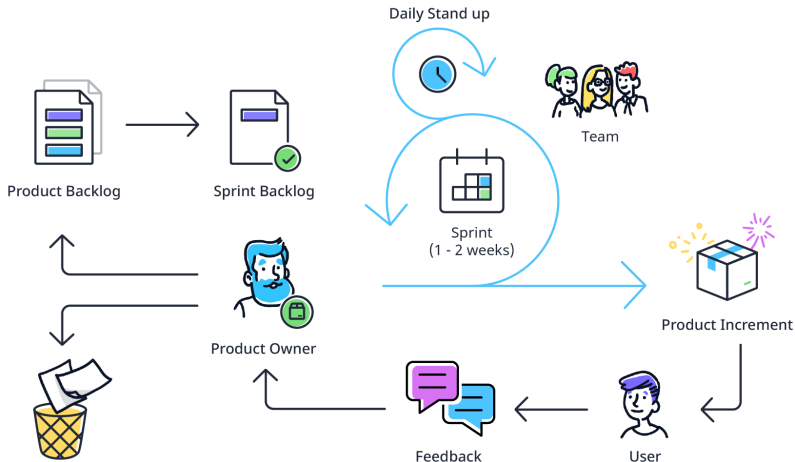 Daily Stand up
Team
Product Backlog
Sprint Backlog
Sprint
(1 - 2 weeks)
Product Owner
Product Increment
Feedback
User